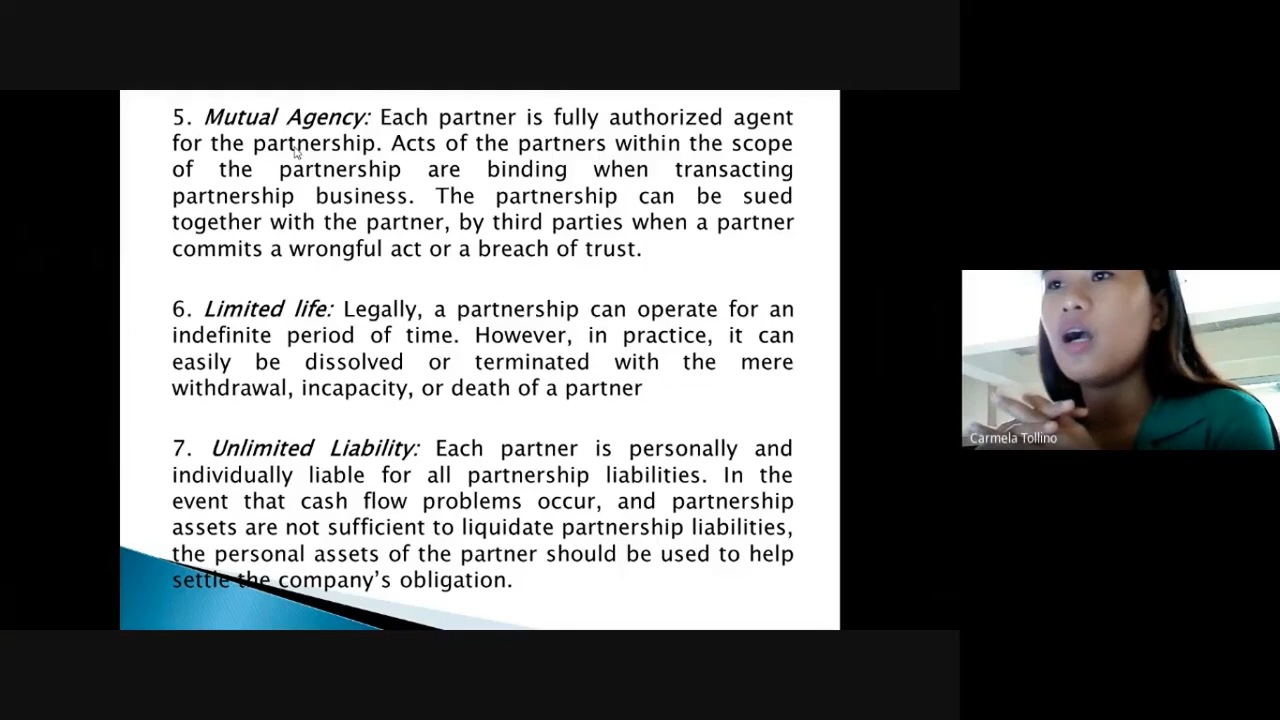 5. Mutual Agency: Each partner is fully authorized agent
for the partnership. Acts of the partners within the scope
of the partnership are binding when transacting
partnership business. The partnership can be sued
together with the partner, by third parties when a partner
commits a wrongful act or a breach of trust.
6. Limited life: Legally, a partnership can operate for an
indefinite period of time. However, in practice, it can
easily be dissolved or terminated with the mere
withdrawal, incapacity, or death of a partner
7. Unlimited Liability: Each partner is personally and
individually liable for all partnership liabilities. In the
event that cash flow problems occur, and partnership
assets are not sufficient to liquidate partnership liabilities,
the personal assets of the partner should be used to help
settle the company’s obligation.
Carmela Tollino